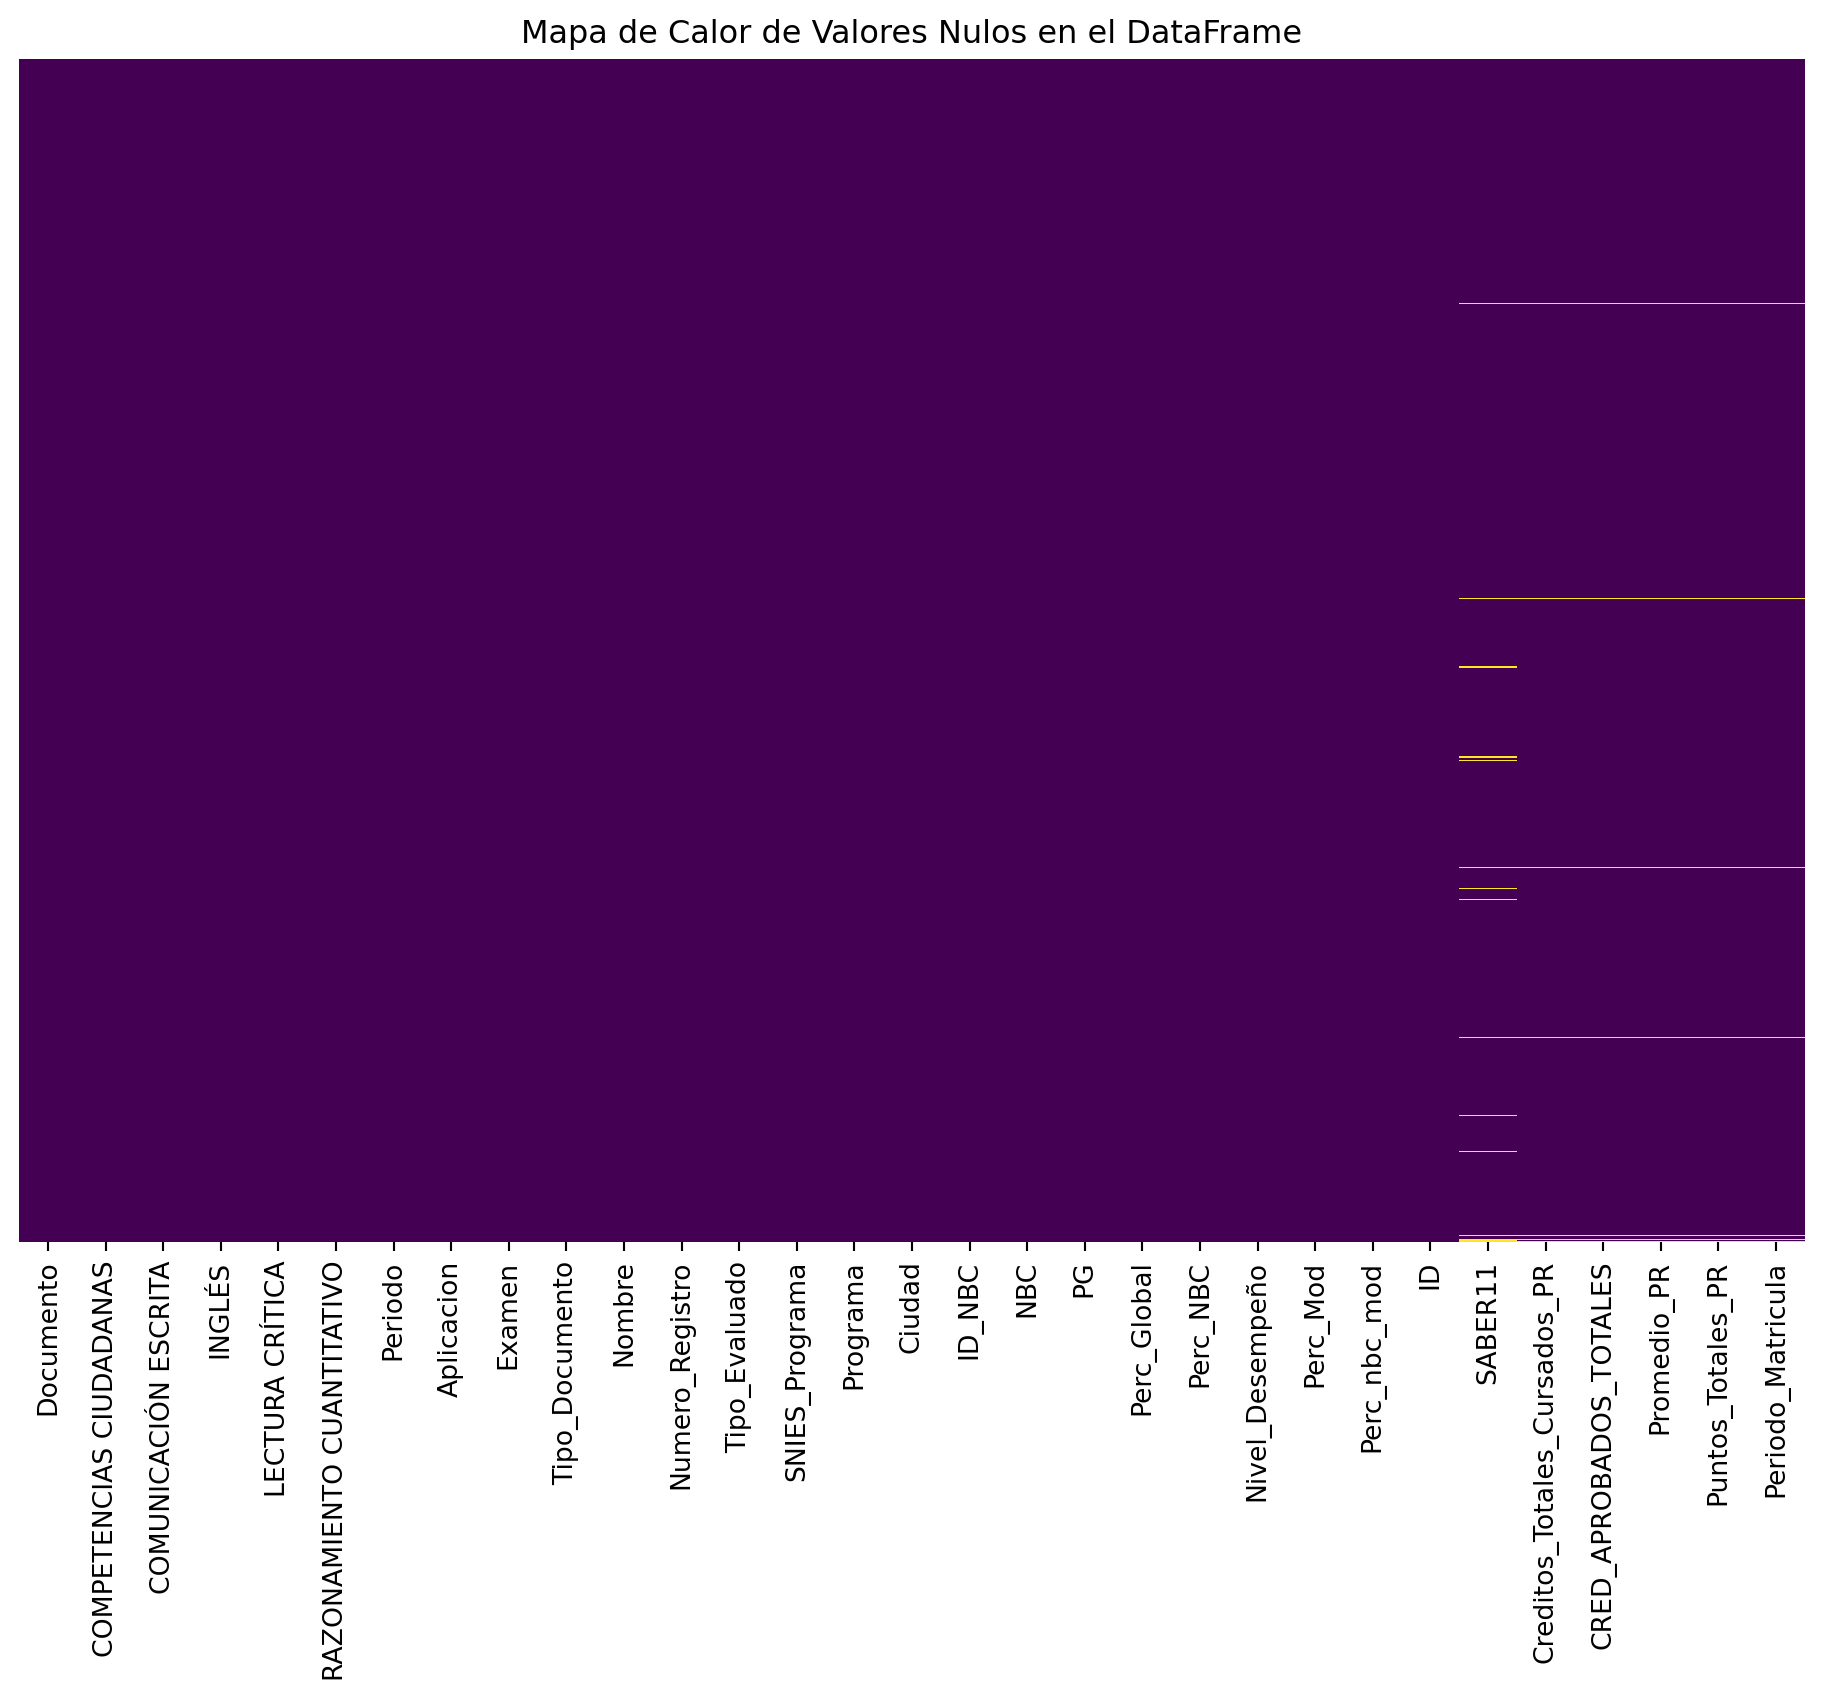 Mapa de Calor de Valores Nulos en el DataFrame
Documento
COMPETENCIAS CIUDADANAS
COMUNICACIÓN ESCRITA
INGLÉS
LECTURA CRÍTICA
RAZONAMIENTO CUANTITATIVO
Periodo
Aplicacion
Examen
Tipo_Documento
Nombre
Numero_Registro
Tipo_Evaluado
SNIES_Programa
Programa
Ciudad
ID_NBC
NBC
PG
Perc_Global
Perc_NBC
Nivel_Desempeño
Perc_Mod
Perc_nbc_mod
ID
SABER11
Creditos_Totales_Cursados_PR
CRED_APROBADOS_TOTALES
Promedio_PR
Puntos_Totales_PR
Periodo_Matricula